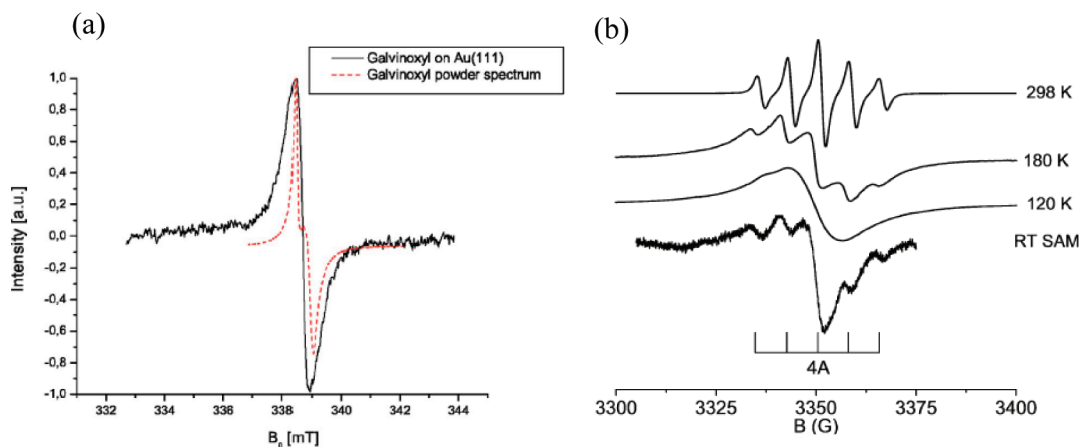 (a)
Galvinoxyl on Au(111)
Galvinoxyl powder spectrum
1,0
0,8
0,6
0,4
0,2
0,0
-0,2
-0,4
-0,6
-0,8
-1,0
Intensity [a.u.]
332
334
336
338
340
342
344
B₀ [mT]
(b)
298 K
180 K
120 K
RT SAM
4A
3300
3325
3350
3375
3400
B (G)